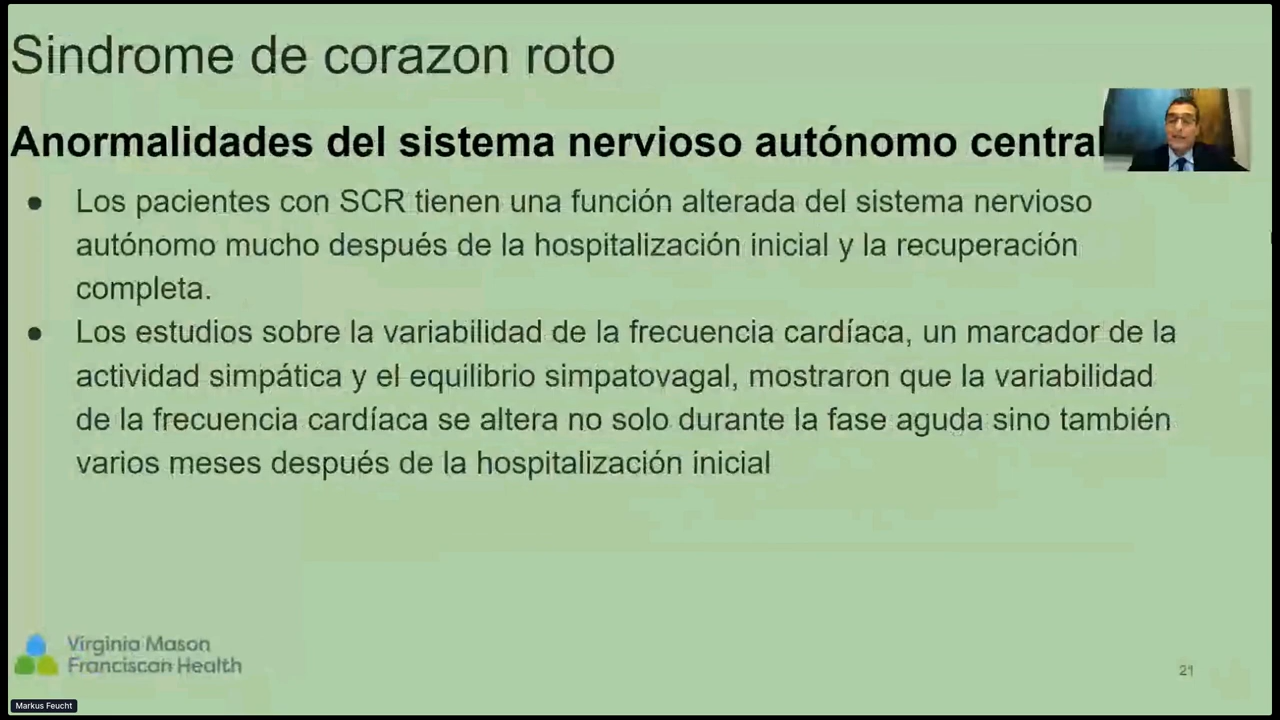 Sindrome de corazon roto
Anormalidades del sistema nervioso autónomo central
● Los pacientes con SCR tienen una función alterada del sistema nervioso
autónomo mucho después de la hospitalización inicial y la recuperación
completa.
● Los estudios sobre la variabilidad de la frecuencia cardíaca, un marcador de la
actividad simpática y el equilibrio simpatovagal, mostraron que la variabilidad
de la frecuencia cardíaca se altera no solo durante la fase aguda sino también
varios meses después de la hospitalización inicial
Virginia Mason
Franciscan Health
21
Markus Feucht